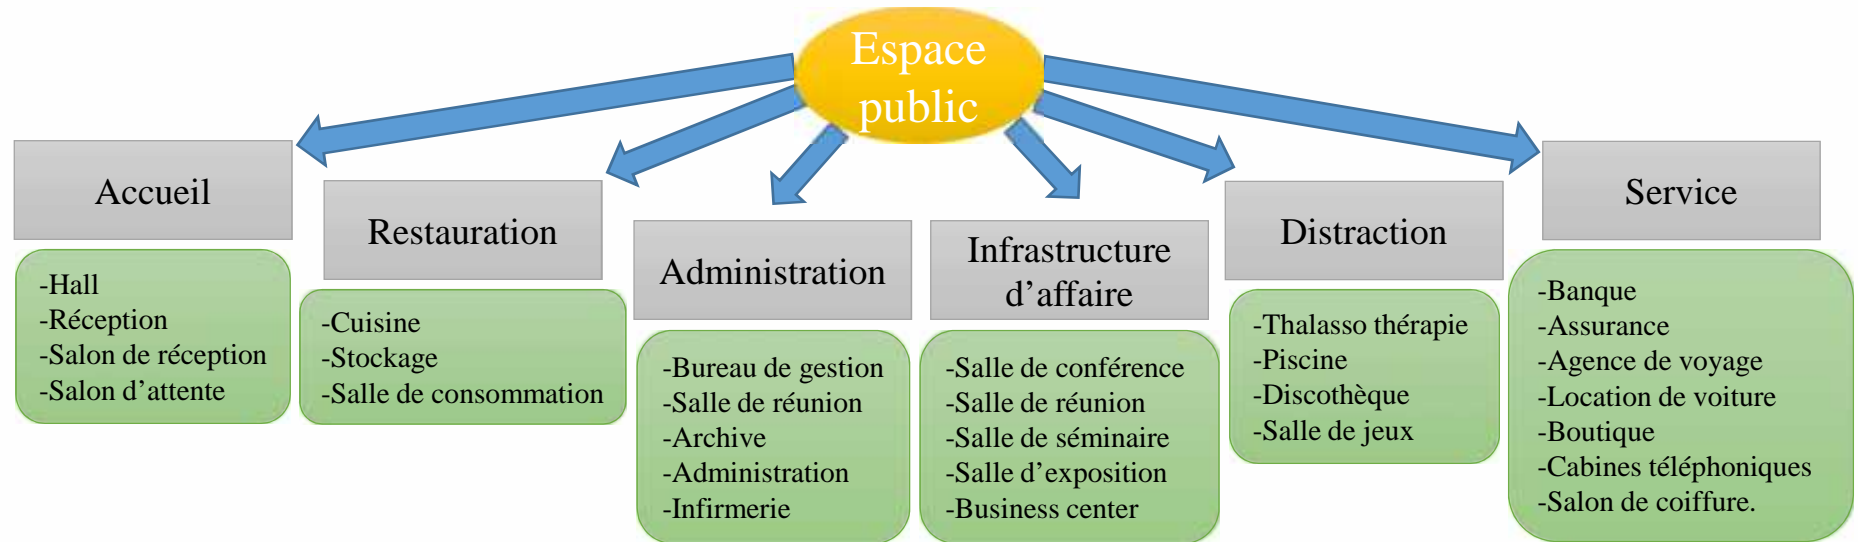 Espace
public
Accueil
-Hall
-Réception
-Salon de réception
-Salon d’attente
Restauration
-Cuisine
-Stockage
-Salle de consommation
Administration
-Bureau de gestion
-Salle de réunion
-Archive
-Administration
-Infirmerie
Infrastructure
d’affaire
-Salle de conférence
-Salle de réunion
-Salle de séminaire
-Salle d’exposition
-Business center
Distraction
-Thalasso thérapie
-Piscine
-Discothèque
-Salle de jeux
Service
-Banque
-Assurance
-Agence de voyage
-Location de voiture
-Boutique
-Cabines téléphoniques
-Salon de coiffure.